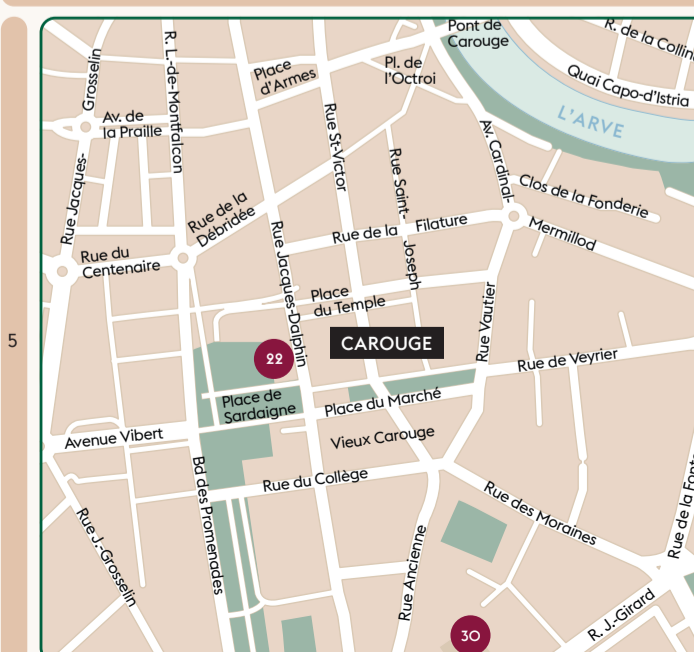 Pont de
Carouge
R. de la Collin
Quai Capo-d'Istria
L'ARVE
Grosselin
Rue Jacques-
R. L.-de-Montfalcon
Place
d'Armes
Pl. de
l'Octroi
Av. de
la Praille
Rue St-Victor
Rue Saint-
Joseph
Av. Cardinal-
Mermillod
Clos de la Fonderie
Rue de la
Débridée
Rue de la Filature
Rue du
Centenaire
Rue Jacques-Dalphin
Place
du Temple
5
CAROUGE
22
Rue Vautier
Rue de Veyrier
Place de
Sardaigne
Place du Marché
Avenue Vibert
Vieux Carouge
Bd des Promenades
Rue du Collège
Rue des Moraines
Rue de la Fonta
Rue J.-Grosselin
Rue Ancienne
R. J.-Girard
30